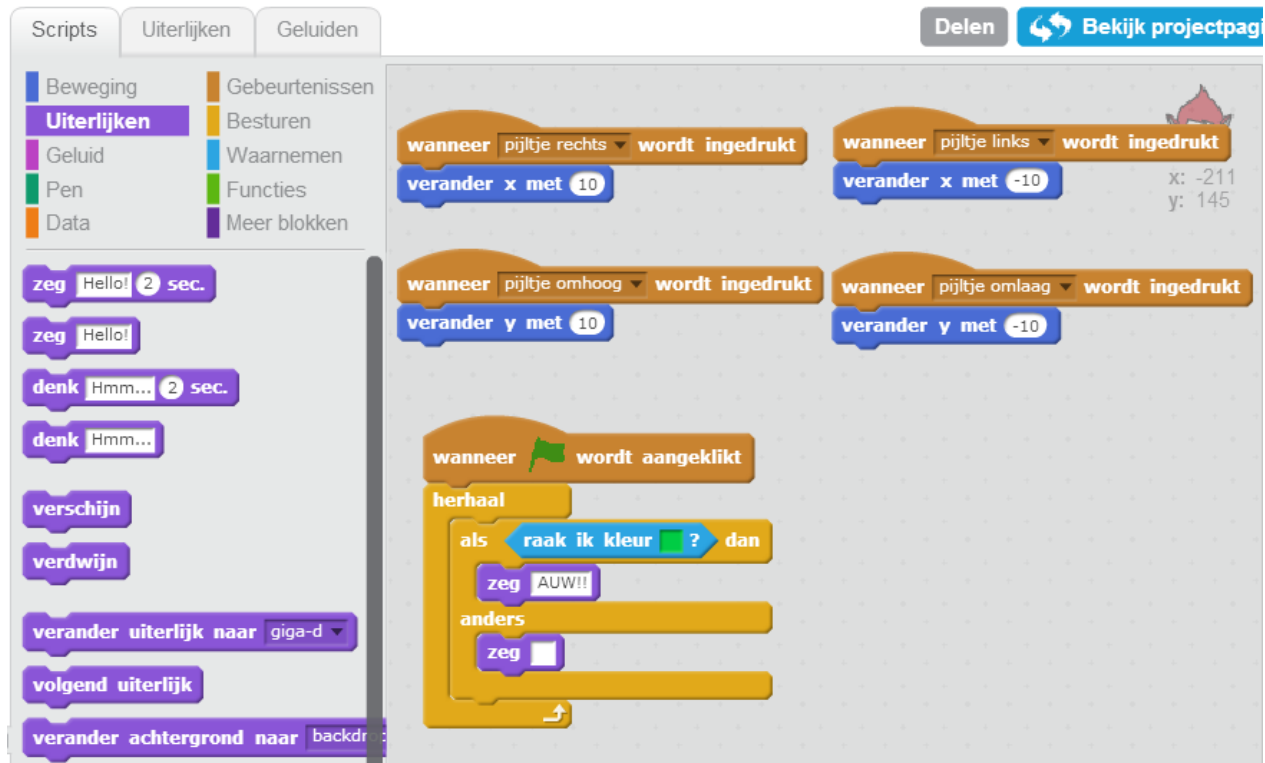 Scripts Uiterlijken Geluiden
Delen Bekijk projectpagi
Beweging Gebeurtenissen
Uiterlijken Besturen
Geluid Waarnemen
Pen Functies
Data Meer blokken
zeg Hello! 2 sec.
zeg Hello!
denk Hmm... 2 sec.
denk Hmm...
verschijn
verdwijn
verander uiterlijk naar giga-d
volgend uiterlijk
verander achtergrond naar backdro
wanneer pijltje rechts wordt ingedrukt
verander x met 10
wanneer pijltje links wordt ingedrukt
verander x met -10
x: -211
y: 145
wanneer pijltje omhoog wordt ingedrukt
verander y met 10
wanneer pijltje omlaag wordt ingedrukt
verander y met -10
wanneer wordt aangeklikt
herhaal
als raak ik kleur ? dan
zeg AUW!!
anders
zeg